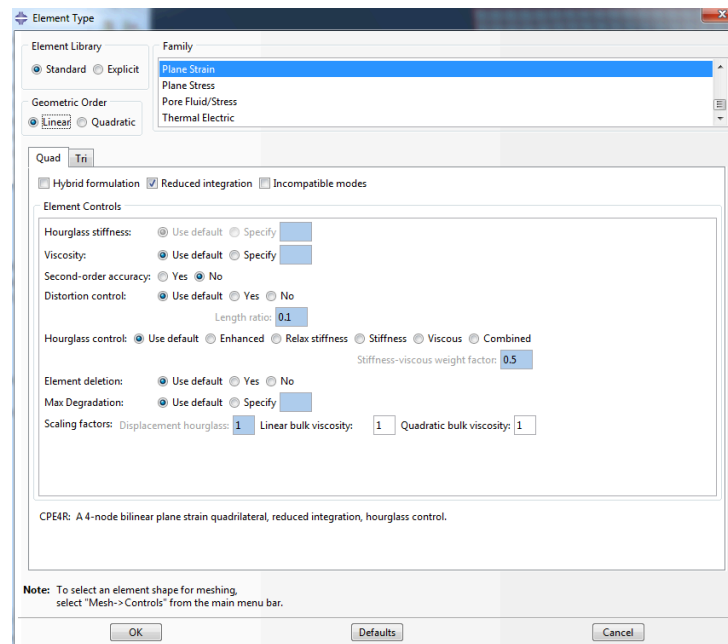 Element Type
Element Library
Family
Standard Explicit
Plane Strain
Plane Stress
Pore Fluid/Stress
Thermal Electric
Geometric Order
Linear Quadratic
Quad Tri
Hybrid formulation Reduced integration Incompatible modes
Element Controls
Hourglass stiffness: Use default Specify
Viscosity: Use default Specify
Second-order accuracy: Yes No
Distortion control: Use default Yes No
Length ratio: 0.1
Hourglass control: Use default Enhanced Relax stiffness Stiffness Viscous Combined
Stiffness-viscous weight factor: 0.5
Element deletion: Use default Yes No
Max Degradation: Use default Specify
Scaling factors: Displacement hourglass: 1 Linear bulk viscosity: 1 Quadratic bulk viscosity: 1
CPE4R: A 4-node bilinear plane strain quadrilateral, reduced integration, hourglass control.
Note: To select an element shape for meshing,
select "Mesh->Controls" from the main menu bar.
OK Defaults Cancel